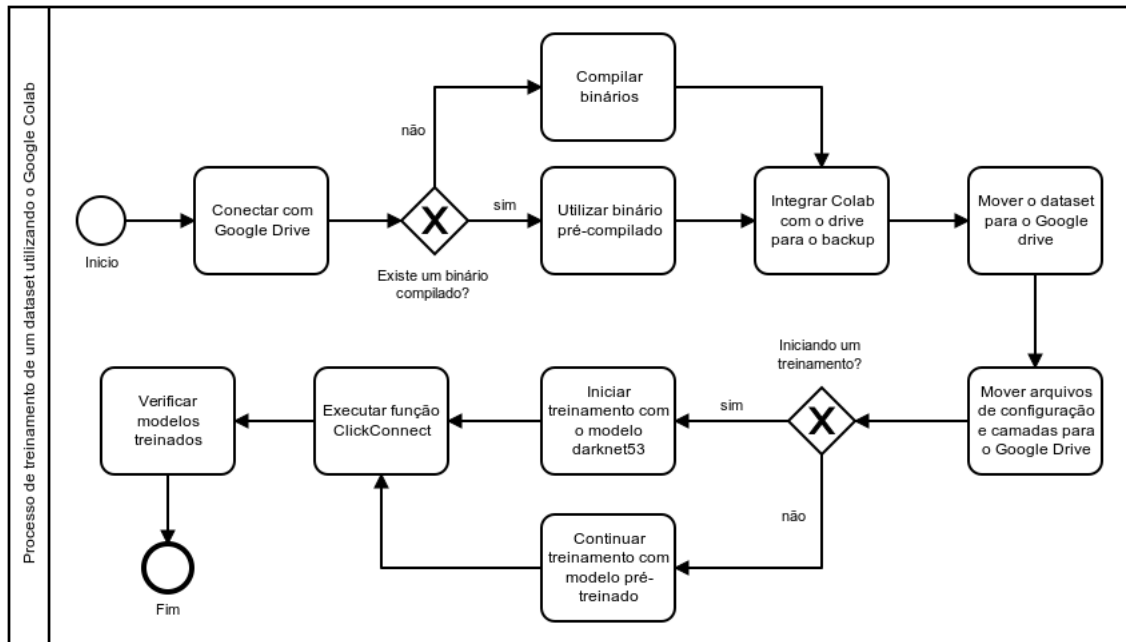 Processo de treinamento de um dataset utilizando o Google Colab
Inicio
Conectar com
Google Drive
não
sim
Existe um binário
compilado?
Compilar
binários
Utilizar binário
pré-compilado
Integrar Colab
com o drive
para o backup
Mover o dataset
para o Google
drive
Mover arquivos
de configuração
e camadas para
o Google Drive
Iniciando um
treinamento?
sim
não
Iniciar
treinamento com
o modelo
darknet53
Continuar
treinamento com
modelo pré-
treinado
Executar função
ClickConnect
Verificar
modelos
treinados
Fim